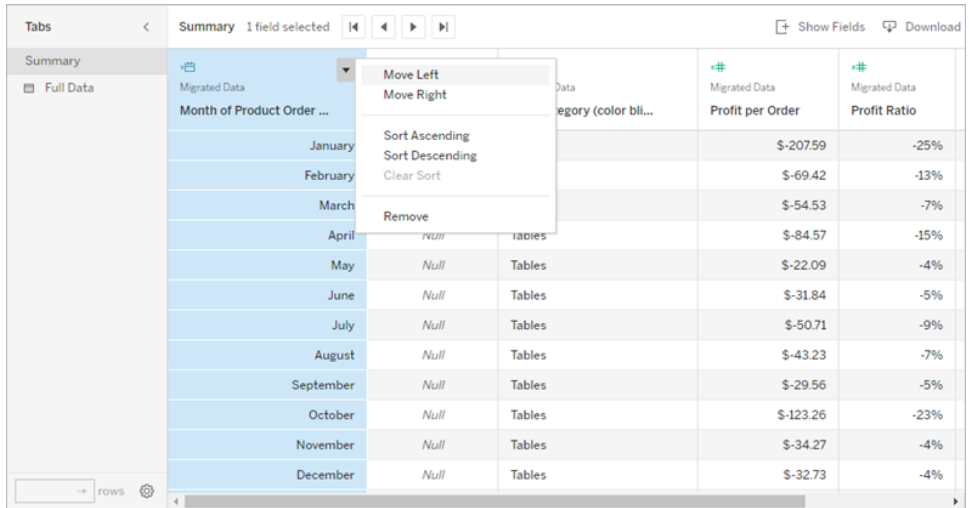 Tabs
Summary 1 field selected
Show Fields Download
Summary
Full Data
Migrated Data
Month of Product Order ...
Move Left
Move Right
Sort Ascending
Sort Descending
Clear Sort
Remove
Data
egory (color bli...
Migrated Data
Profit per Order
Migrated Data
Profit Ratio
January $-207.59 -25%
February $-69.42 -13%
March $-54.53 -7%
April Null Tables $-84.57 -15%
May Null Tables $-22.09 -4%
June Null Tables $-31.84 -5%
July Null Tables $-50.71 -9%
August Null Tables $-43.23 -7%
September Null Tables $-29.56 -5%
October Null Tables $-123.26 -23%
November Null Tables $-34.27 -4%
December Null Tables $-32.73 -4%
→ rows